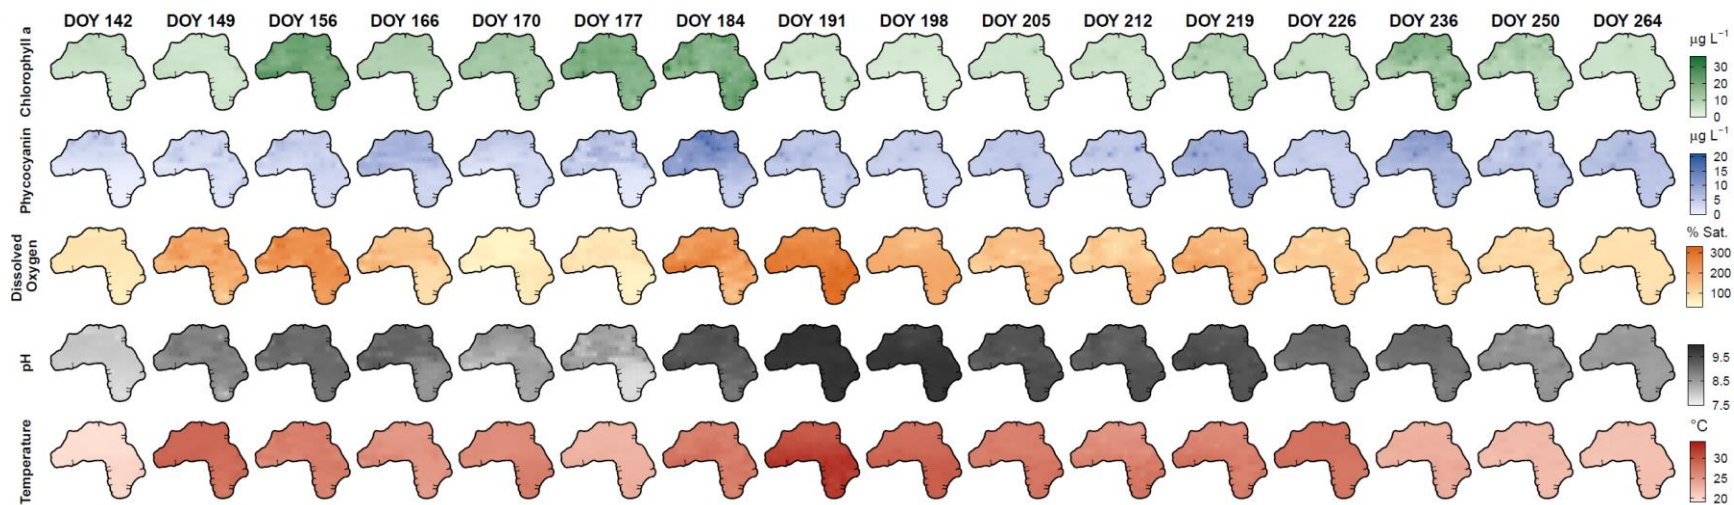 DOY 142 DOY 149 DOY 156 DOY 166 DOY 170 DOY 177 DOY 184 DOY 191 DOY 198 DOY 205 DOY 212 DOY 219 DOY 226 DOY 236 DOY 250 DOY 264
Chlorophyll a
µg L⁻¹
30
20
10
0
Phycocyanin
µg L⁻¹
20
15
10
5
0
Dissolved
Oxygen
% Sat.
300
200
100
pH
9.5
8.5
7.5
Temperature
°C
30
25
20